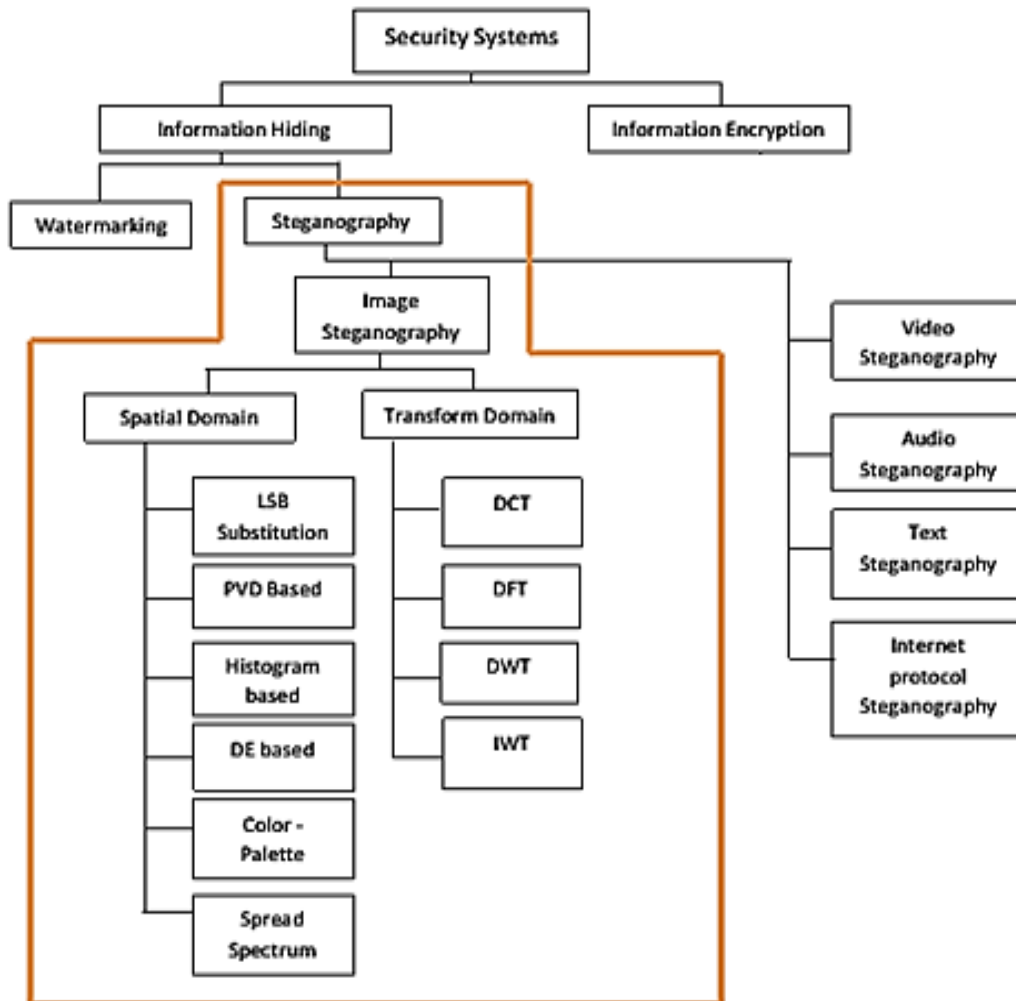 Security Systems
Information Hiding
Information Encryption
Watermarking
Steganography
Image
Steganography
Video
Steganography
Audio
Steganography
Text
Steganography
Internet
protocol
Steganography
Spatial Domain
Transform Domain
LSB
Substitution
PVD Based
Histogram
based
DE based
Color -
Palette
Spread
Spectrum
DCT
DFT
DWT
IWT